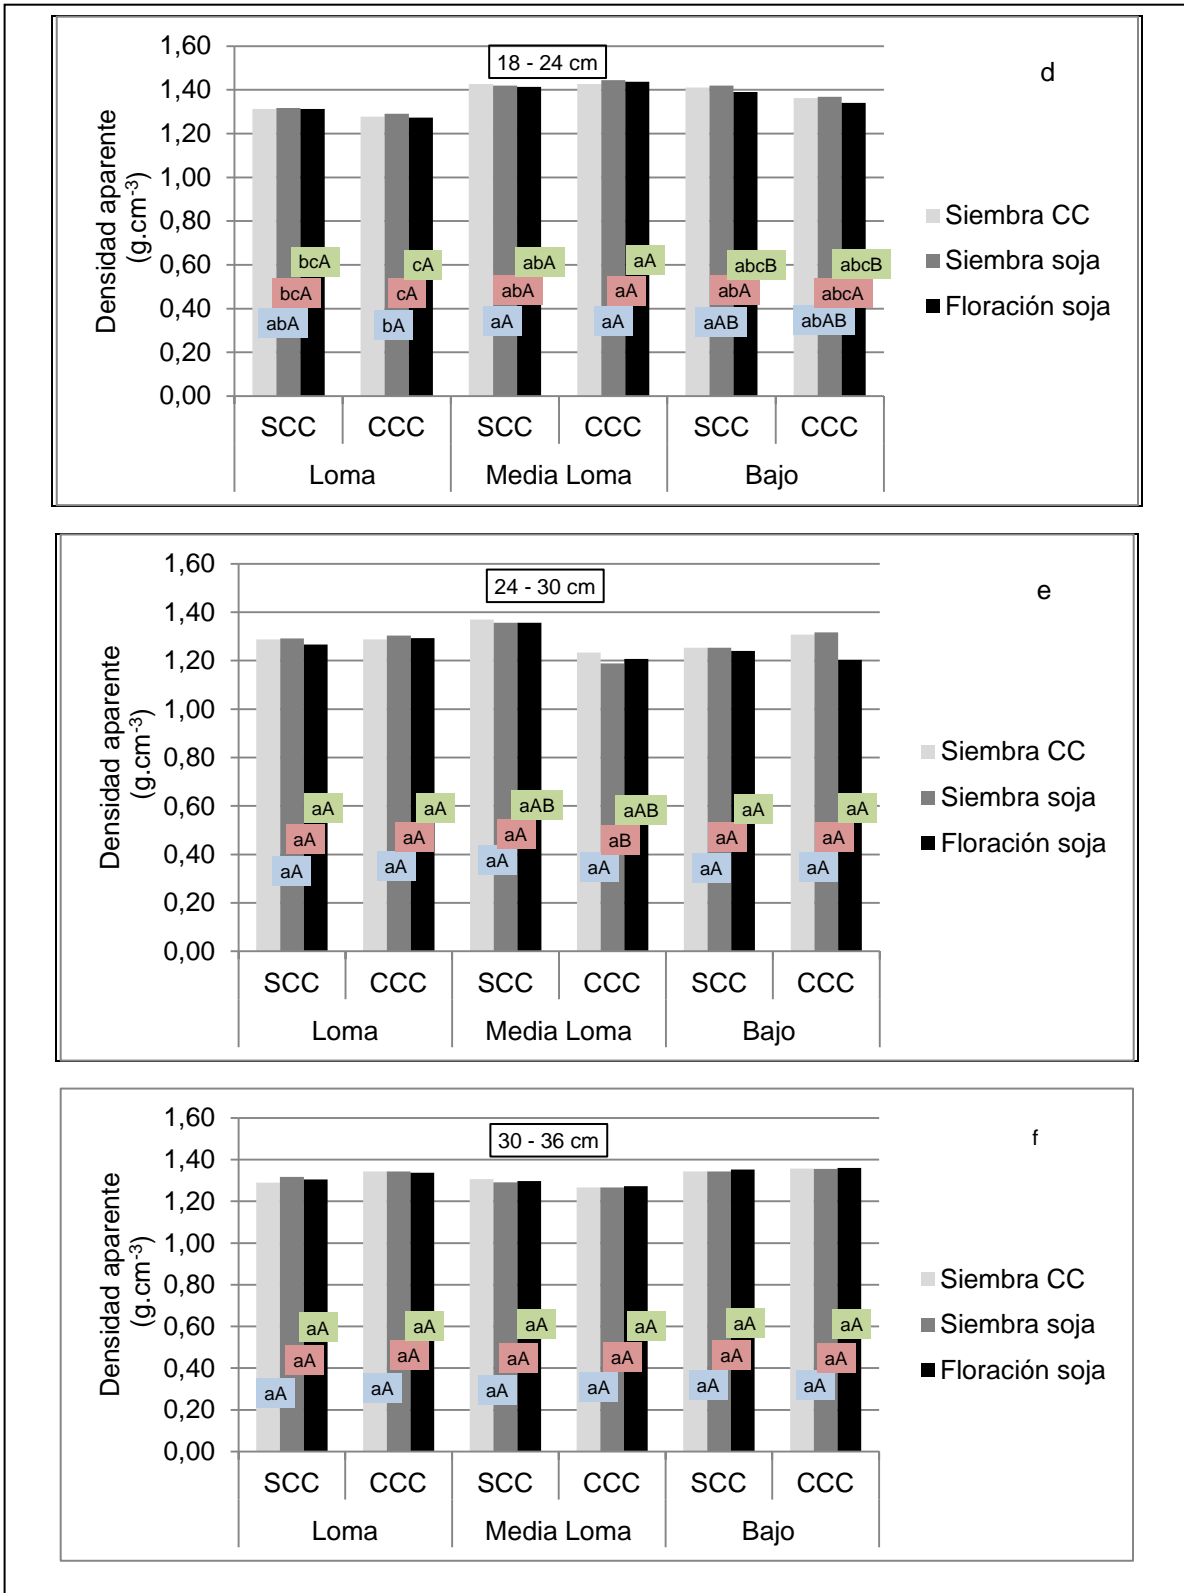 18 - 24 cm
d
Densidad aparente
(g.cm-3)
1,60
1,40
1,20
1,00
0,80
0,60
0,40
0,20
0,00
bcA cA abA aA abcB abcB
bcA cA abA aA abA abcA
abA bA aA aA aAB abAB
SCC CCC SCC CCC SCC CCC
Loma Media Loma Bajo
Siembra CC
Siembra soja
Floración soja
24 - 30 cm
e
Densidad aparente
(g.cm-3)
1,60
1,40
1,20
1,00
0,80
0,60
0,40
0,20
0,00
aA aA aAB aAB aA aA
aA aA aA aB aA aA
aA aA aA aA aA aA
SCC CCC SCC CCC SCC CCC
Loma Media Loma Bajo
Siembra CC
Siembra soja
Floración soja
30 - 36 cm
f
Densidad aparente
(g.cm-3)
1,60
1,40
1,20
1,00
0,80
0,60
0,40
0,20
0,00
aA aA aA aA aA aA
aA aA aA aA aA aA
aA aA aA aA aA aA
SCC CCC SCC CCC SCC CCC
Loma Media Loma Bajo
Siembra CC
Siembra soja
Floración soja